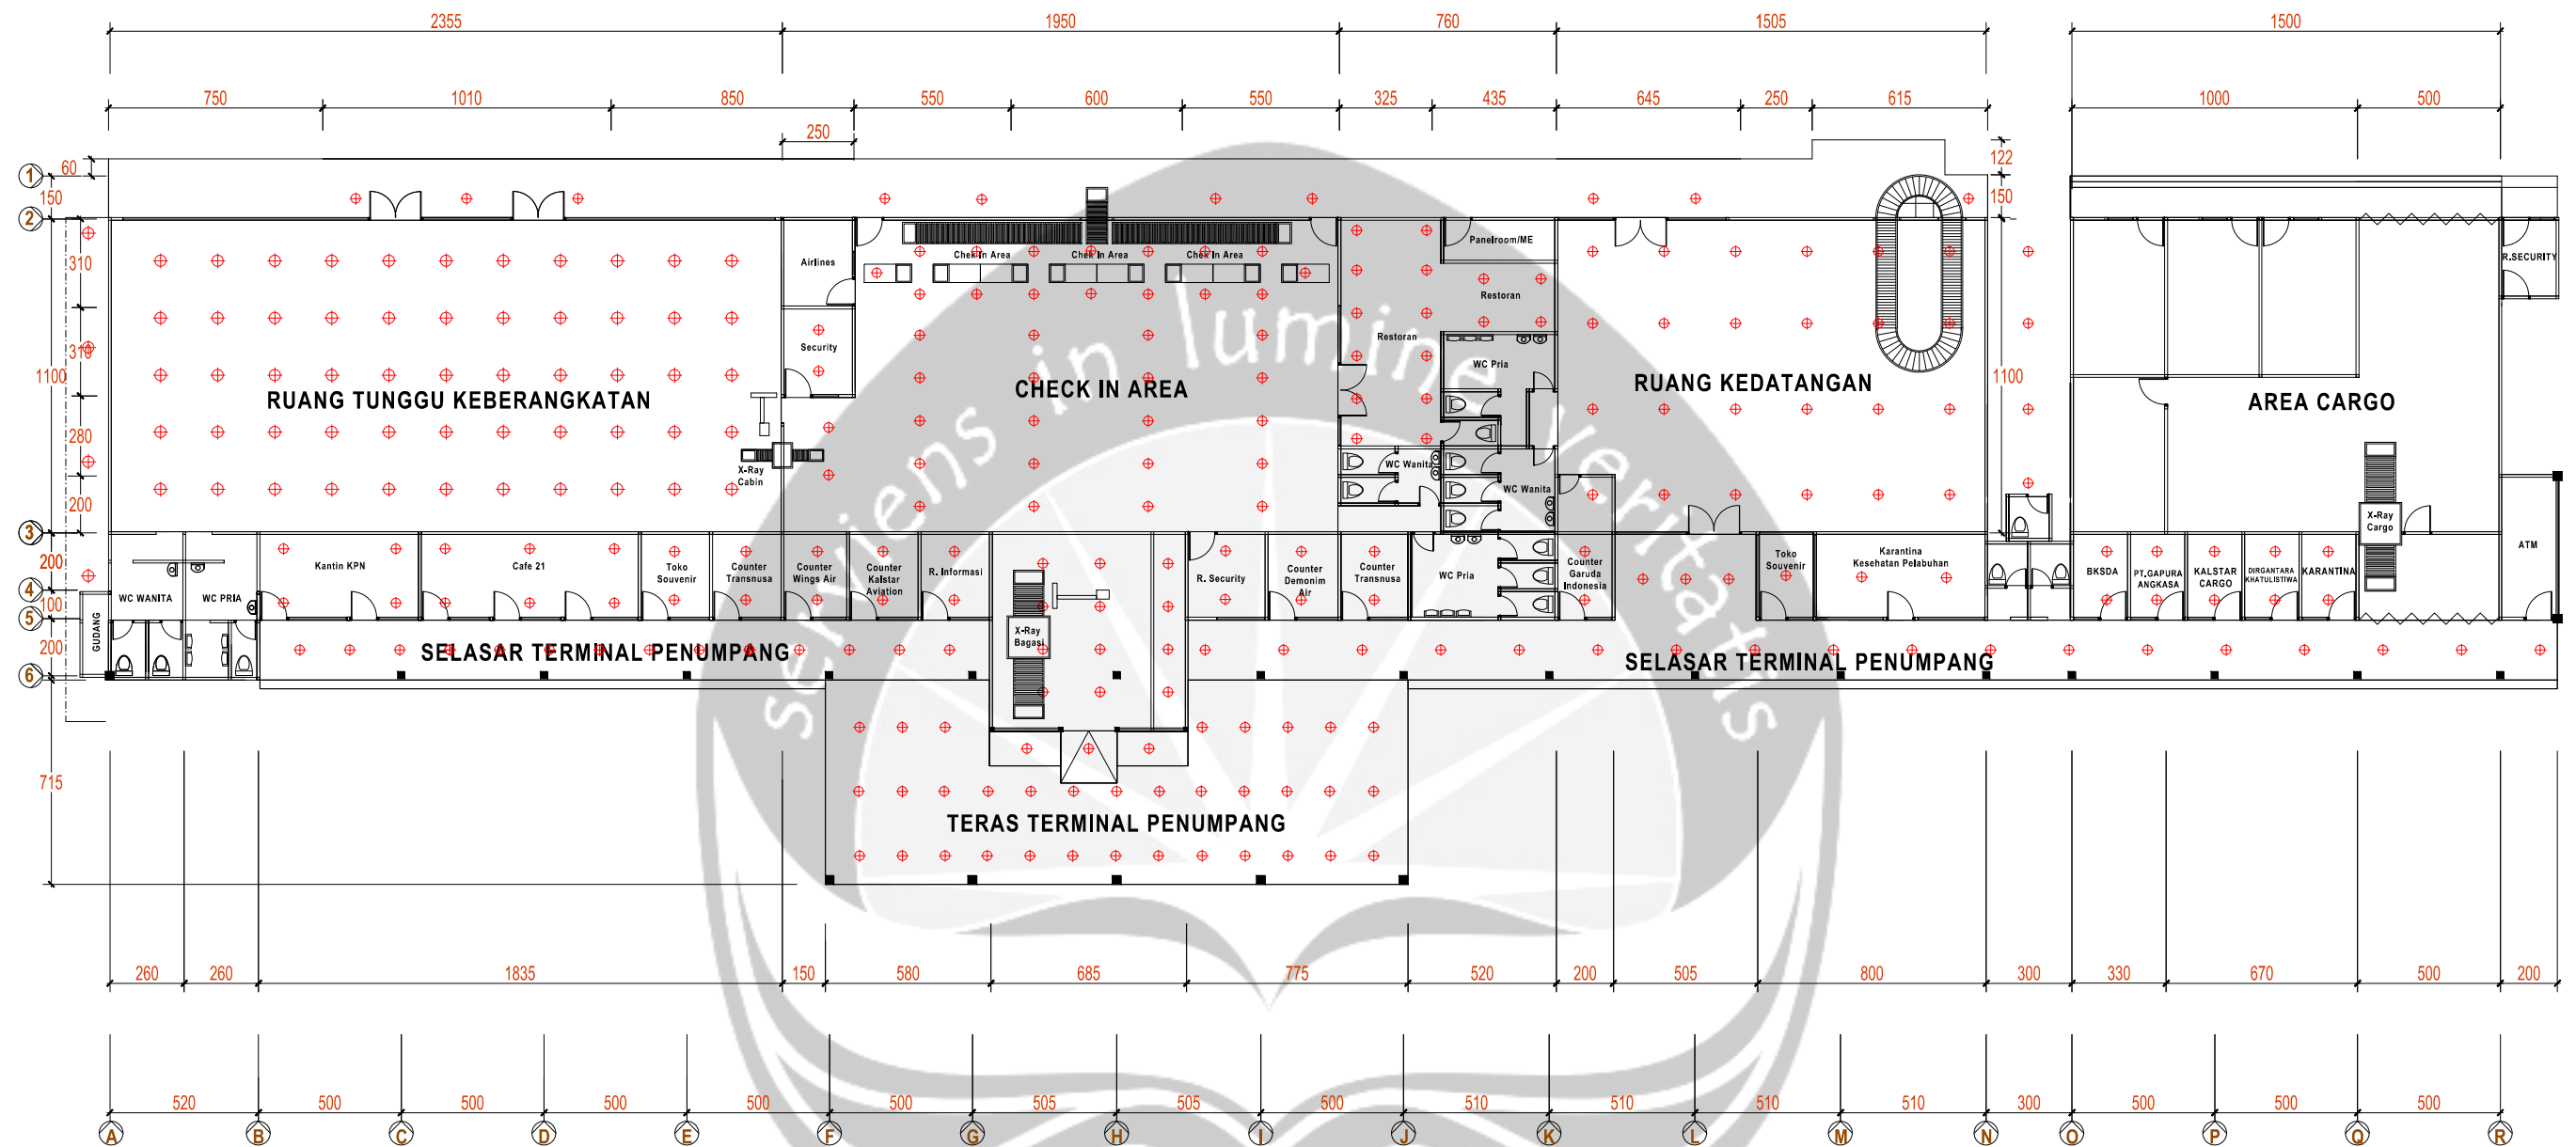 2355 1950 760 1505 1500
750 1010 850 550 600 550 325 435 645 250 615 1000 500
250
60
122
1
150
150
2
310
310
1100
280
200
3
200
4
100
5
200
6
715
1100
Airlines
Chek In Area Chek In Area Chek In Area
Panelroom/ME
R.SECURITY
Restoran
Security
Restoran
WC Pria
RUANG TUNGGU KEBERANGKATAN
CHECK IN AREA
RUANG KEDATANGAN
AREA CARGO
X-Ray
Cabin
WC Wanita
WC Wanita
X-Ray
Cargo
ATM
WC WANITA
WC PRIA
Kantin KPN
Cafe 21
Toko
Souvenir
Counter
Transnusa
Counter
Wings Air
Counter
Kalstar
Aviation
R. Informasi
R. Security
Counter
Demonim
Air
Counter
Transnusa
WC Pria
Counter
Garuda
Indonesia
Toko
Souvenir
Karantina
Kesehatan Pelabuhan
BKSDA
PT.GAPURA
ANGKASA
KALSTAR
CARGO
DIRGANTARA
KHATULISTIWA
KARANTINA
GUDANG
X-Ray
Bagasi
SELASAR TERMINAL PENUMPANG
SELASAR TERMINAL PENUMPANG
TERAS TERMINAL PENUMPANG
serviens in lumine veritatis
260 260 1835 150 580 685 775 520 200 505 800 300 330 670 500 200
520 500 500 500 500 500 505 505 500 510 510 510 510 300 500 500 500
A B C D E F G H I J K L M N O P Q R